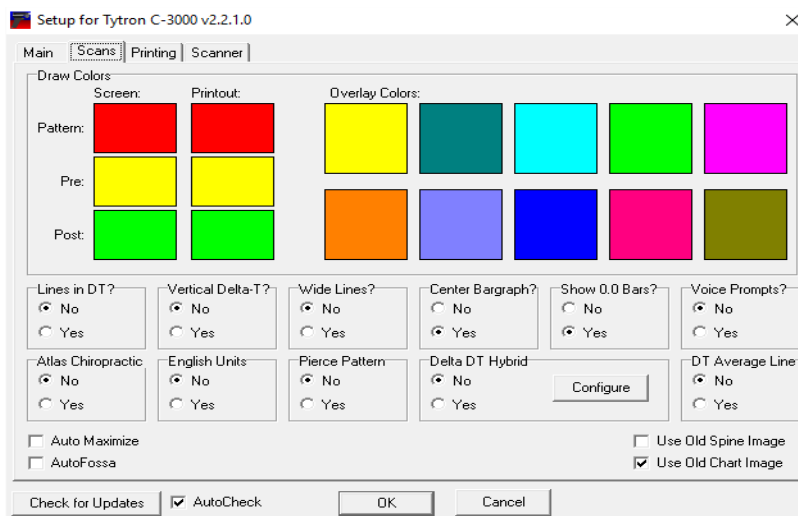 Setup for Tytron C-3000 v2.2.1.0
Main Scans Printing Scanner
Draw Colors
Screen: Printout: Overlay Colors:
Pattern:
Pre:
Post:
Lines in DT? Vertical Delta-T? Wide Lines? Center Bargraph? Show 0.0 Bars? Voice Prompts?
No No No No No No
Yes Yes Yes Yes Yes Yes
Atlas Chiropractic English Units Pierce Pattern Delta DT Hybrid DT Average Line
No No No No Configure No
Yes Yes Yes Yes Yes
Auto Maximize Use Old Spine Image
AutoFossa Use Old Chart Image
Check for Updates AutoCheck OK Cancel